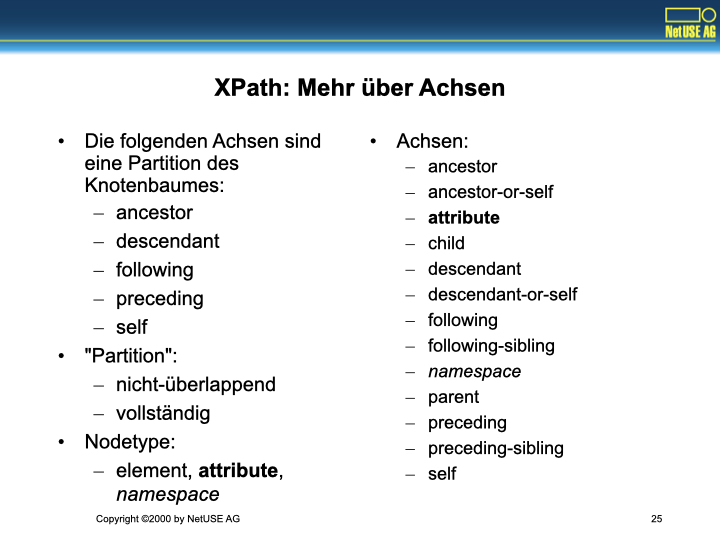 NetUSE AG
XPath: Mehr über Achsen
• Die folgenden Achsen sind
eine Partition des
Knotenbaumes:
– ancestor
– descendant
– following
– preceding
– self
• "Partition":
– nicht-überlappend
– vollständig
• Nodetype:
– element, attribute,
namespace
• Achsen:
– ancestor
– ancestor-or-self
– attribute
– child
– descendant
– descendant-or-self
– following
– following-sibling
– namespace
– parent
– preceding
– preceding-sibling
– self
Copyright ©2000 by NetUSE AG
25